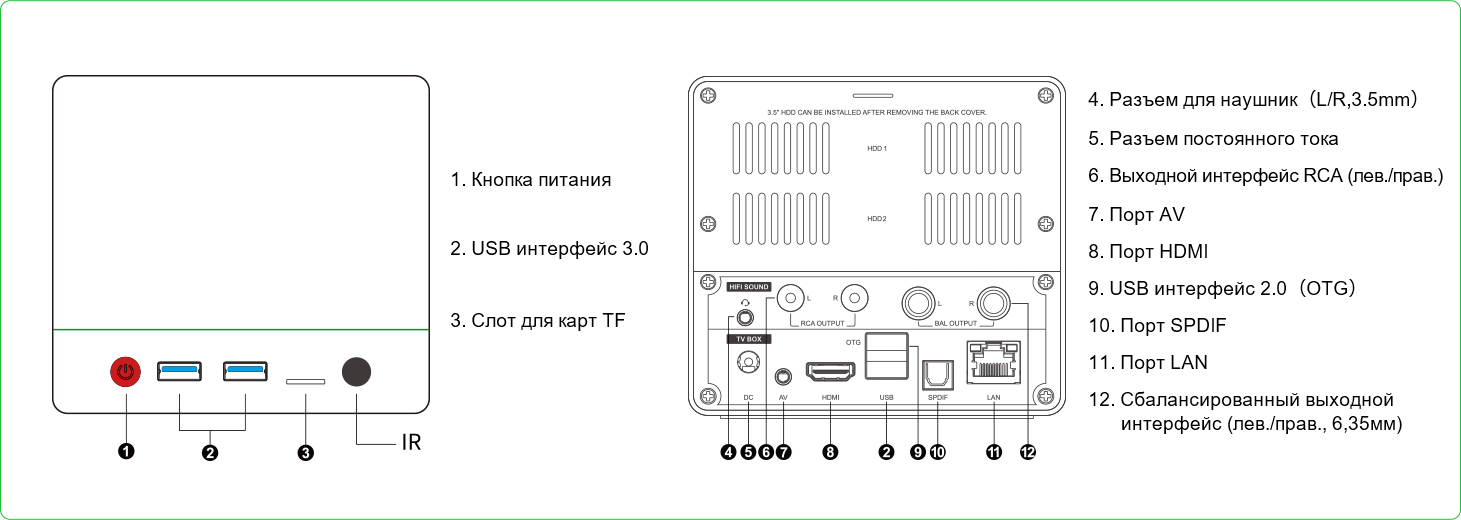 1. Кнопка питания
2. USB интерфейс 3.0
3. Слот для карт TF
1
2
3
IR
3.5" HDD CAN BE INSTALLED AFTER REMOVING THE BACK COVER.
HDD 1
HDD2
HIFI SOUND
L
R
L
R
RCA OUTPUT
BAL OUTPUT
TV BOX
OTG
DC
AV
HDMI
USB
SPDIF
LAN
4
5
6
7
8
2
9
10
11
12
4. Разъем для наушник（L/R,3.5mm）
5. Разъем постоянного тока
6. Выходной интерфейс RCA (лев./прав.)
7. Порт AV
8. Порт HDMI
9. USB интерфейс 2.0（OTG）
10. Порт SPDIF
11. Порт LAN
12. Сбалансированный выходной
интерфейс (лев./прав., 6,35мм)